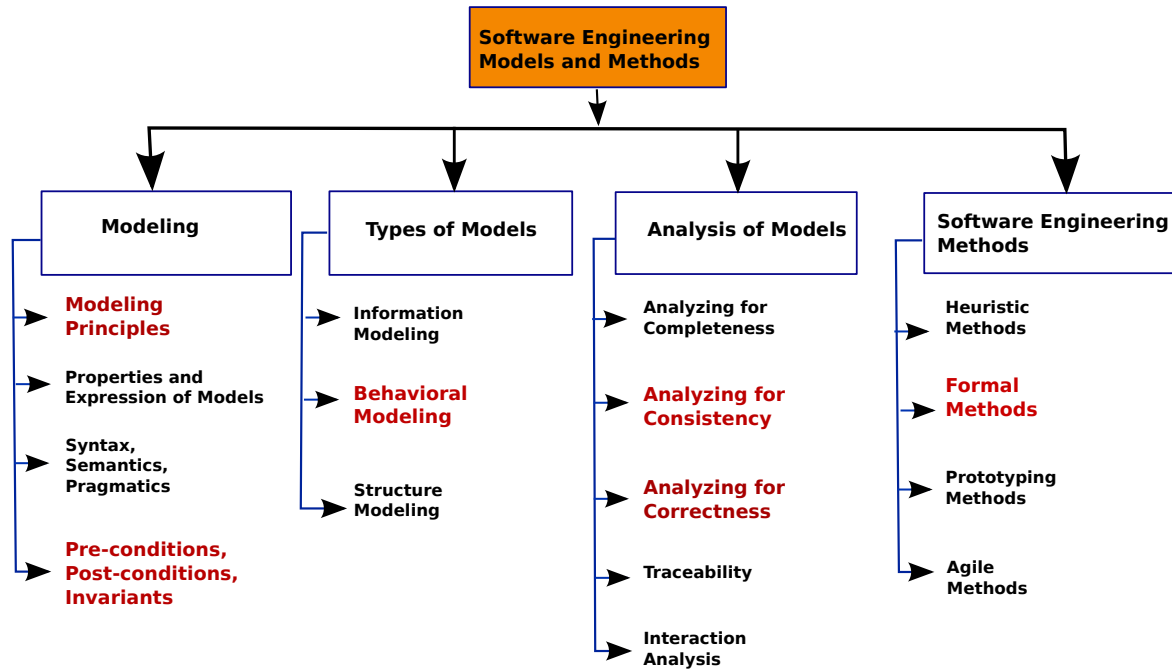 Software Engineering
Models and Methods
Modeling
Modeling
Principles
Properties and
Expression of Models
Syntax,
Semantics,
Pragmatics
Pre-conditions,
Post-conditions,
Invariants
Types of Models
Information
Modeling
Behavioral
Modeling
Structure
Modeling
Analysis of Models
Analyzing for
Completeness
Analyzing for
Consistency
Analyzing for
Correctness
Traceability
Interaction
Analysis
Software Engineering
Methods
Heuristic
Methods
Formal
Methods
Prototyping
Methods
Agile
Methods